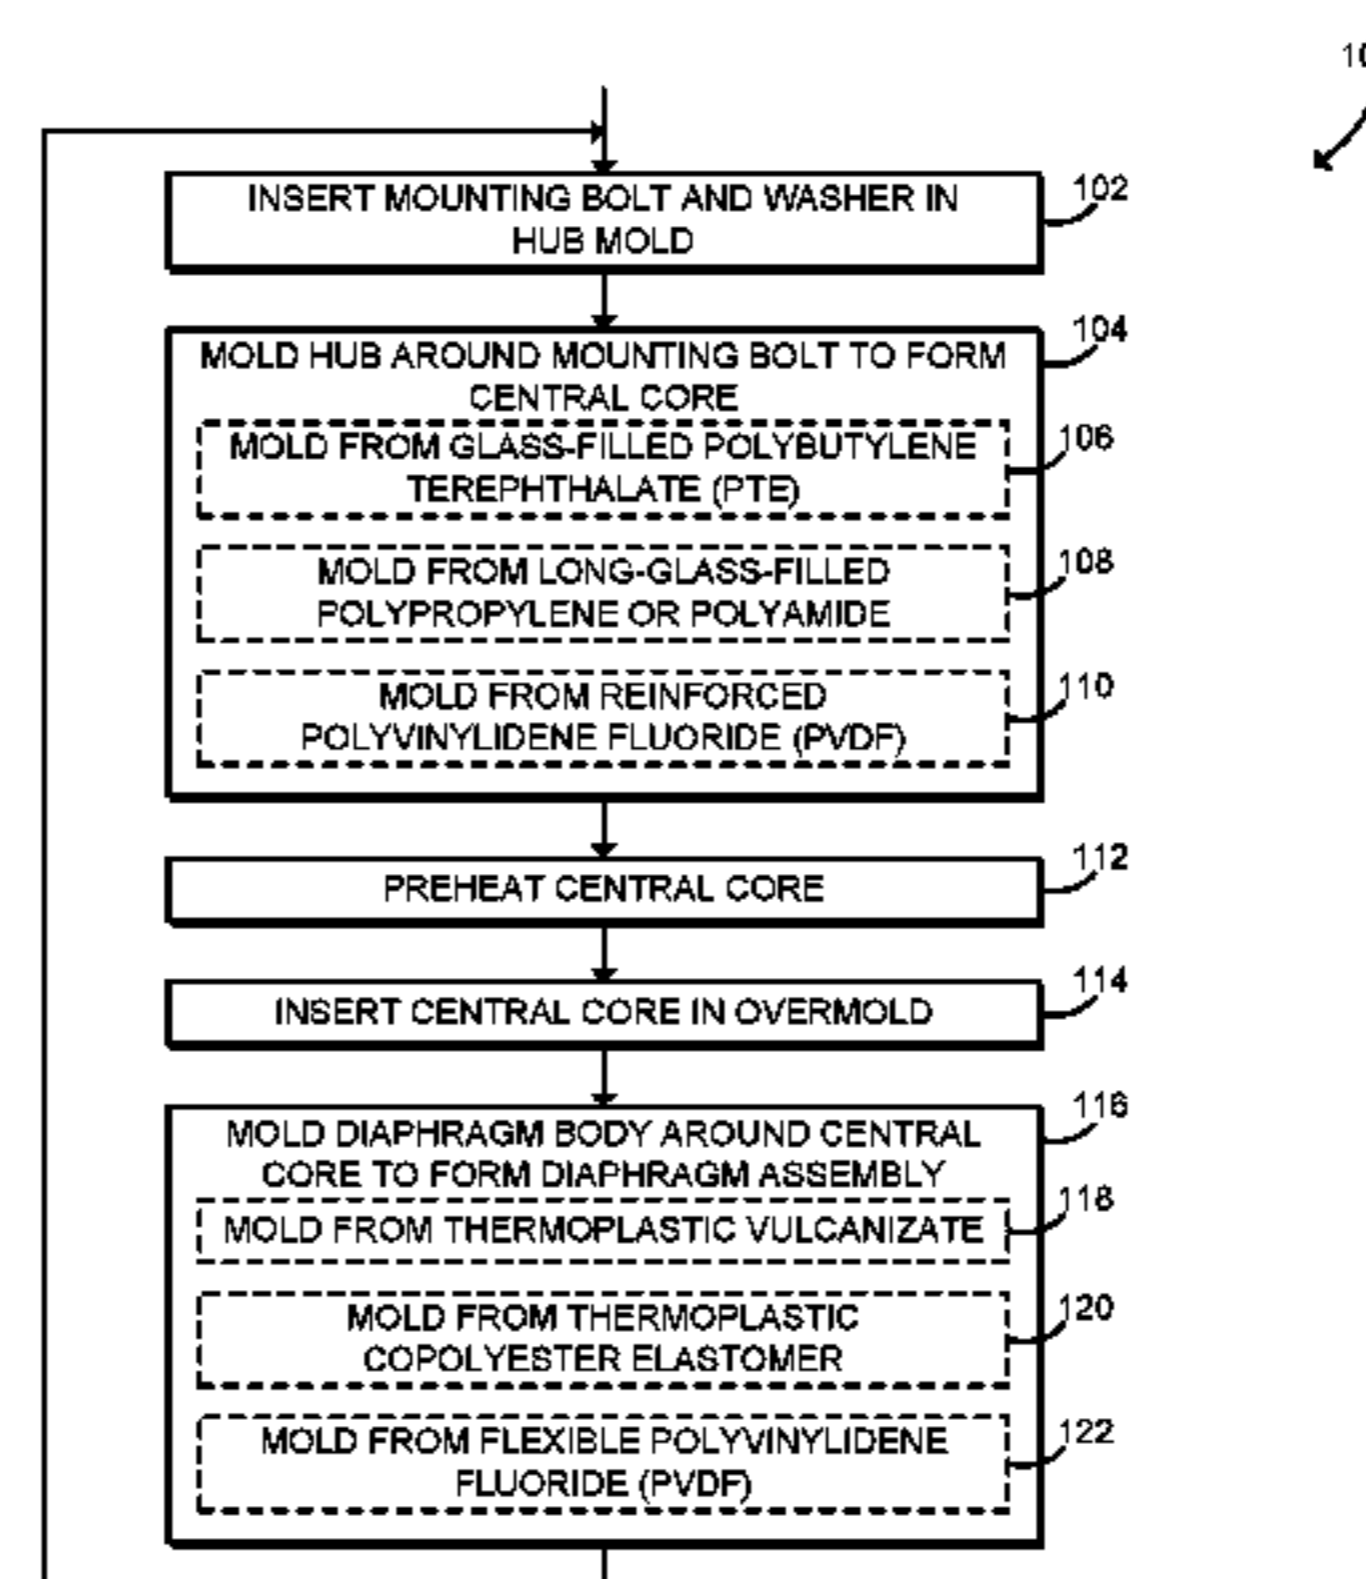 10
INSERT MOUNTING BOLT AND WASHER IN
HUB MOLD
102
MOLD HUB AROUND MOUNTING BOLT TO FORM
CENTRAL CORE
104
MOLD FROM GLASS-FILLED POLYBUTYLENE
TEREPHTHALATE (PTE)
106
MOLD FROM LONG-GLASS-FILLED
POLYPROPYLENE OR POLYAMIDE
108
MOLD FROM REINFORCED
POLYVINYLIDENE FLUORIDE (PVDF)
110
PREHEAT CENTRAL CORE
112
INSERT CENTRAL CORE IN OVERMOLD
114
MOLD DIAPHRAGM BODY AROUND CENTRAL
CORE TO FORM DIAPHRAGM ASSEMBLY
116
MOLD FROM THERMOPLASTIC VULCANIZATE
118
MOLD FROM THERMOPLASTIC
COPOLYESTER ELASTOMER
120
MOLD FROM FLEXIBLE POLYVINYLIDENE
FLUORIDE (PVDF)
122